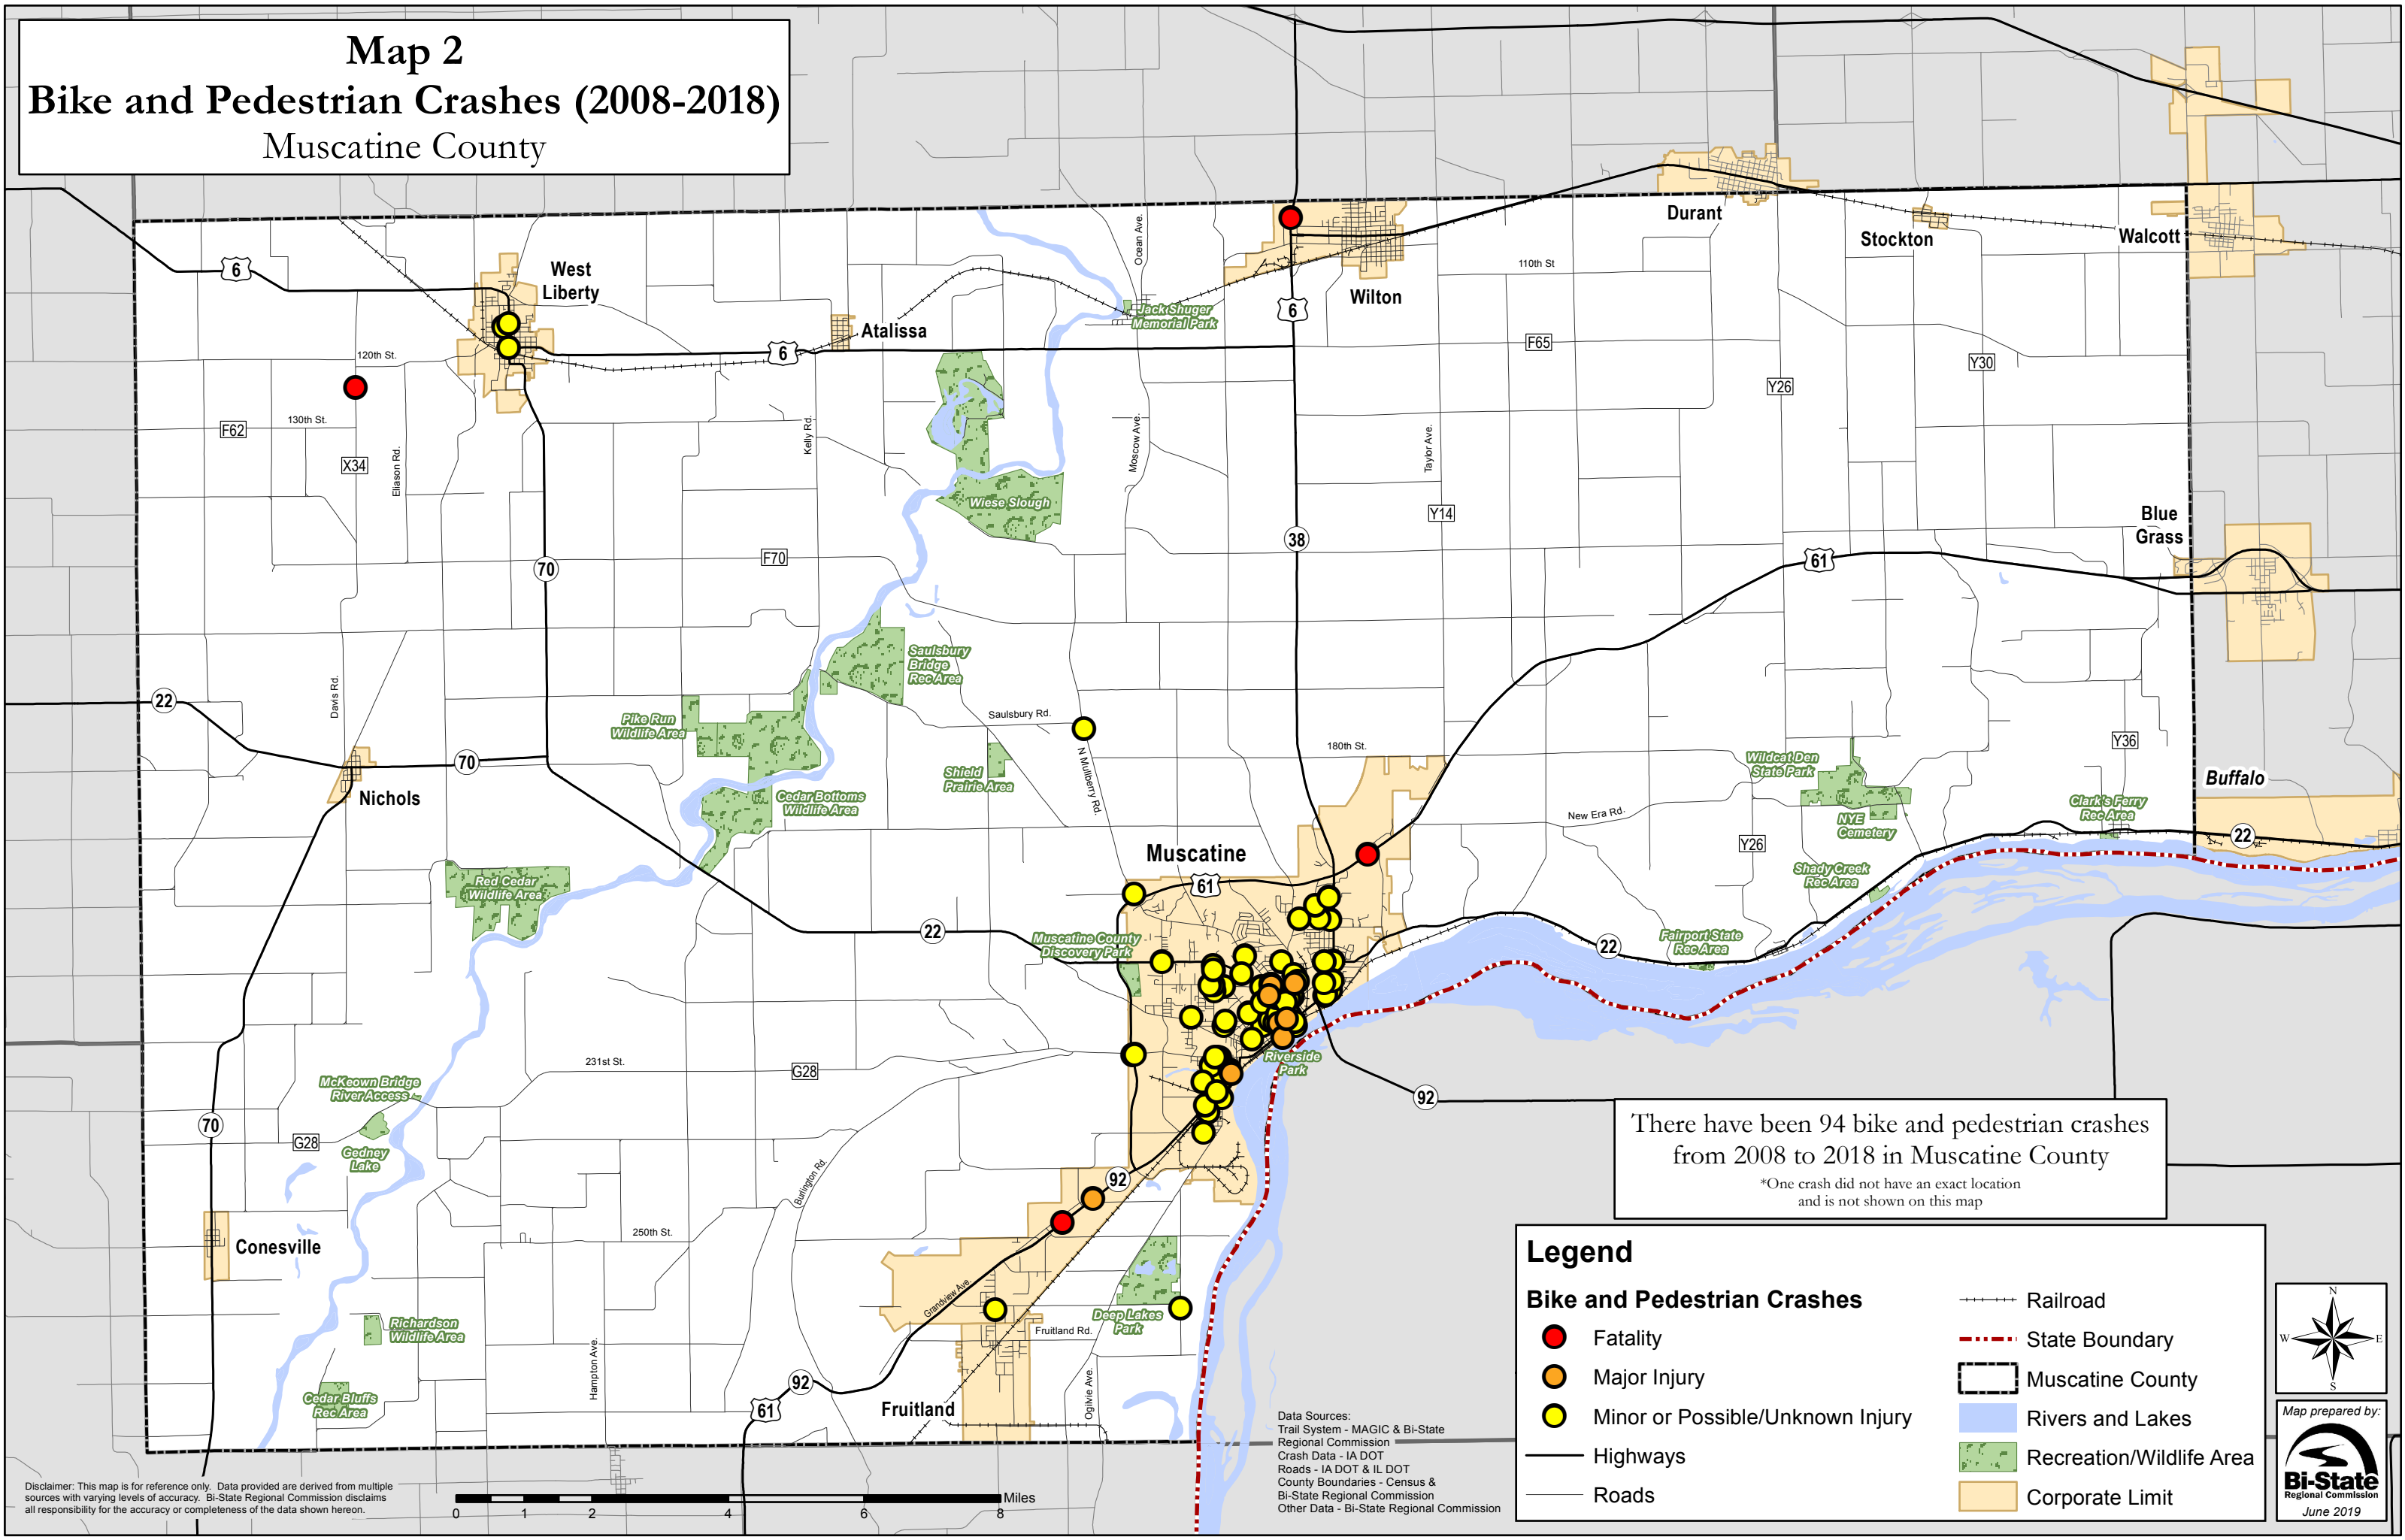 Map 2
Bike and Pedestrian Crashes (2008-2018)
Muscatine County
Durant
Stockton
Walcott
Wilton
110th St
Ocean Ave.
6
West
Liberty
6
Jack Shuger
Memorial Park
Atalissa
6
F65
Y30
Y26
120th St.
130th St.
F62
X34
Eliason Rd.
Kelly Rd.
Moscow Ave.
Taylor Ave.
Wiese Slough
Y14
38
Blue
Grass
61
F70
70
Saulsbury
Bridge
Rec Area
Davis Rd.
22
Pike Run
Wildlife Area
Saulsbury Rd.
180th St.
N Mullberry Rd.
Y36
Wildcat Den
State Park
70
Shield
Prairie Area
Buffalo
Nichols
Cedar Bottoms
Wildlife Area
New Era Rd.
Clark's Ferry
Rec Area
NYE
Cemetery
22
Y26
Muscatine
Shady Creek
Rec Area
61
Red Cedar
Wildlife Area
22
Muscatine County
Discovery Park
22
Fairport State
Rec Area
231st St.
G28
Riverside
Park
McKeown Bridge
River Access
92
70
G28
Gedney
Lake
Burlington Rd.
92
250th St.
Conesville
Grandview Ave.
Deep Lakes
Park
Fruitland Rd.
Richardson
Wildlife Area
Hampton Ave.
Ogilvie Ave.
92
61
Fruitland
Cedar Bluffs
Rec Area
There have been 94 bike and pedestrian crashes
from 2008 to 2018 in Muscatine County
*One crash did not have an exact location
and is not shown on this map
Legend
Bike and Pedestrian Crashes
Fatality
Major Injury
Minor or Possible/Unknown Injury
Highways
Roads
Railroad
State Boundary
Muscatine County
Rivers and Lakes
Recreation/Wildlife Area
Corporate Limit
N
W E
S
Map prepared by:
Bi-State
Regional Commission
June 2019
Data Sources:
Trail System - MAGIC & Bi-State
Regional Commission
Crash Data - IA DOT
Roads - IA DOT & IL DOT
County Boundaries - Census &
Bi-State Regional Commission
Other Data - Bi-State Regional Commission
Disclaimer: This map is for reference only. Data provided are derived from multiple
sources with varying levels of accuracy. Bi-State Regional Commission disclaims
all responsibility for the accuracy or completeness of the data shown hereon.
Miles
0 1 2 4 6 8